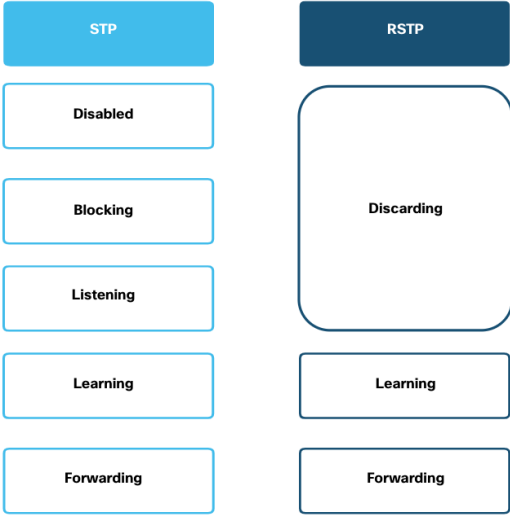 STP
RSTP
Disabled
Blocking
Discarding
Listening
Learning
Learning
Forwarding
Forwarding